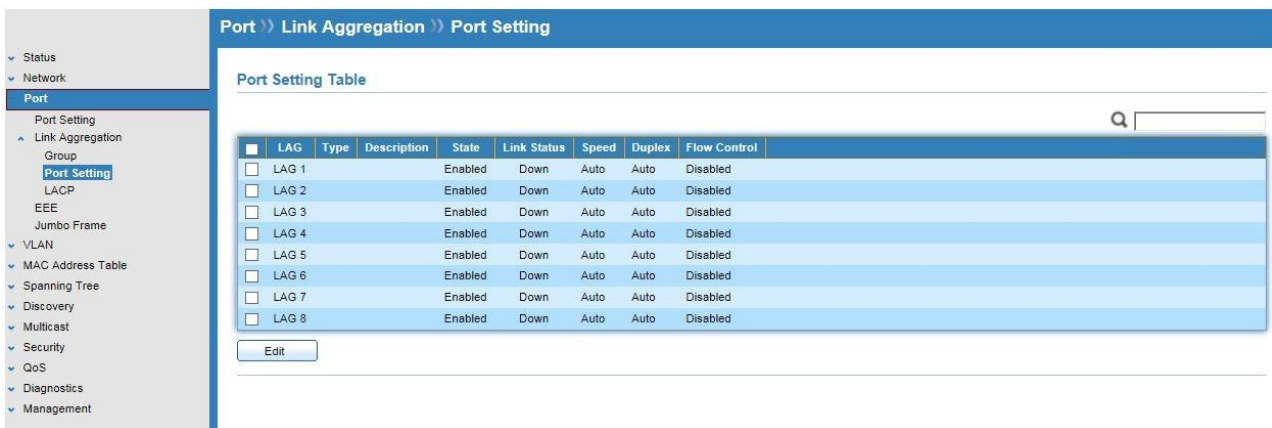 Port » Link Aggregation » Port Setting
Status
Network
Port
Port Setting
Link Aggregation
Group
Port Setting
LACP
EEE
Jumbo Frame
VLAN
MAC Address Table
Spanning Tree
Discovery
Multicast
Security
QoS
Diagnostics
Management
Port Setting Table
LAG Type Description State Link Status Speed Duplex Flow Control
LAG 1 Enabled Down Auto Auto Disabled
LAG 2 Enabled Down Auto Auto Disabled
LAG 3 Enabled Down Auto Auto Disabled
LAG 4 Enabled Down Auto Auto Disabled
LAG 5 Enabled Down Auto Auto Disabled
LAG 6 Enabled Down Auto Auto Disabled
LAG 7 Enabled Down Auto Auto Disabled
LAG 8 Enabled Down Auto Auto Disabled
Edit